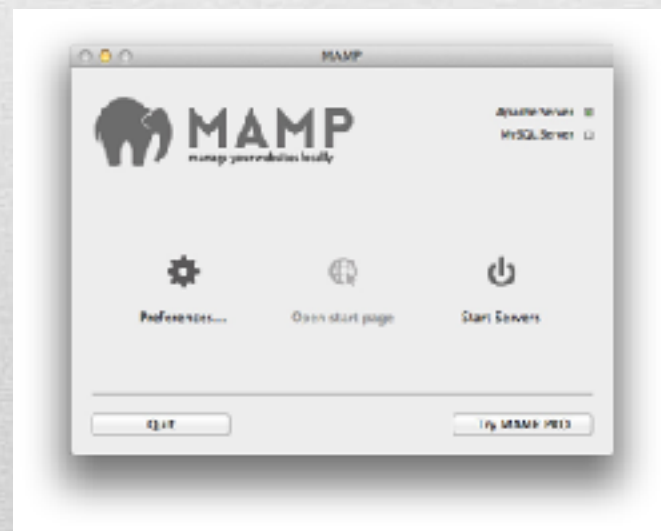 MAMP
MAMP
manage your websites locally
Apache Server
MySQL Server
Preferences...
Open start page
Start Servers
Quit
Try MAMP PRO